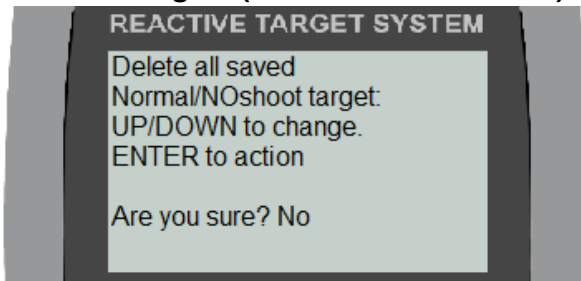 REACTIVE TARGET SYSTEM
Delete all saved
Normal/NOshoot target:
UP/DOWN to change.
ENTER to action
Are you sure? No